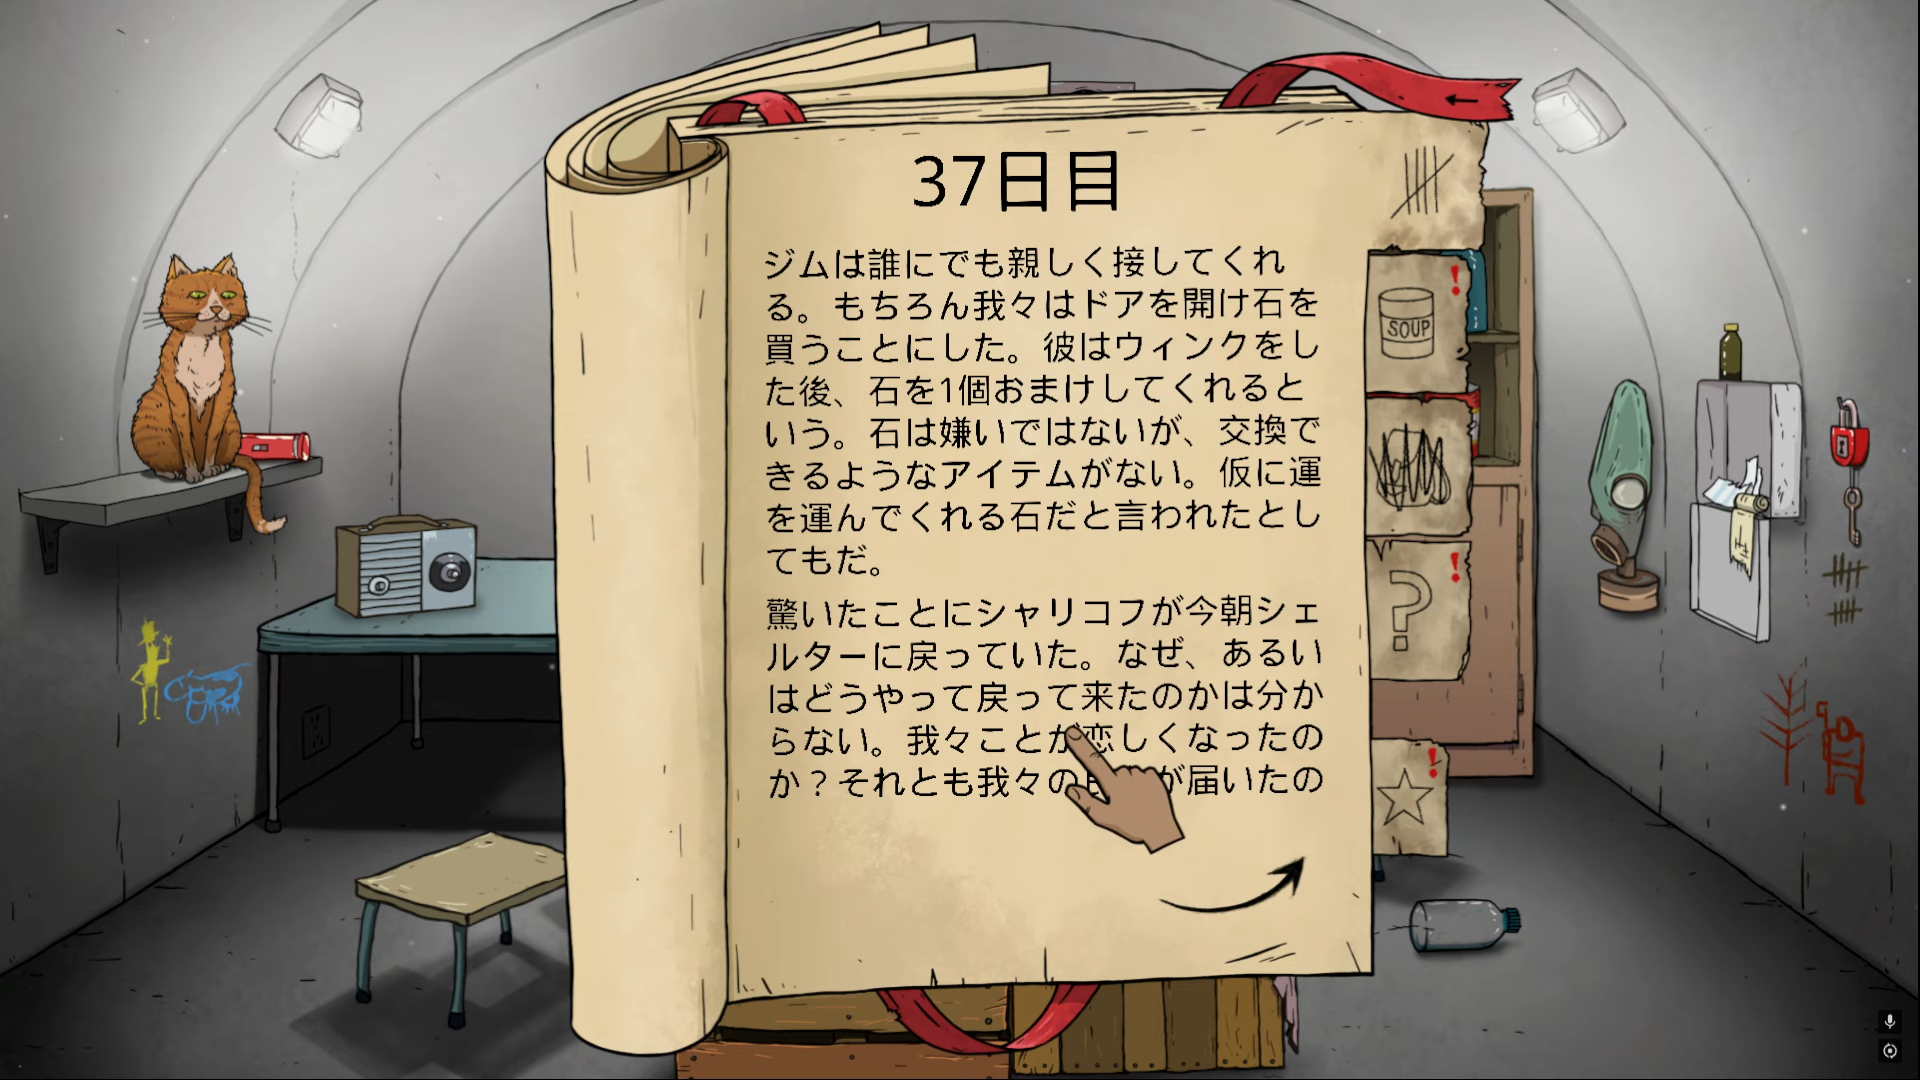 37日目
ジムは誰にでも親しく接してくれ
る。もちろん我々はドアを開け石を
買うことにした。彼はウィンクをし
た後、石を1個おまけしてくれると
いう。石は嫌いではないが、交換で
きるようなアイテムがない。仮に運
を運んでくれる石だと言われたとし
てもだ。
驚いたことにシャリコフが今朝シェ
ルターに戻っていた。なぜ、あるい
はどうやって戻って来たのかは分か
らない。我々ことが恋しくなったの
か？それとも我々の が届いたの
SOUP